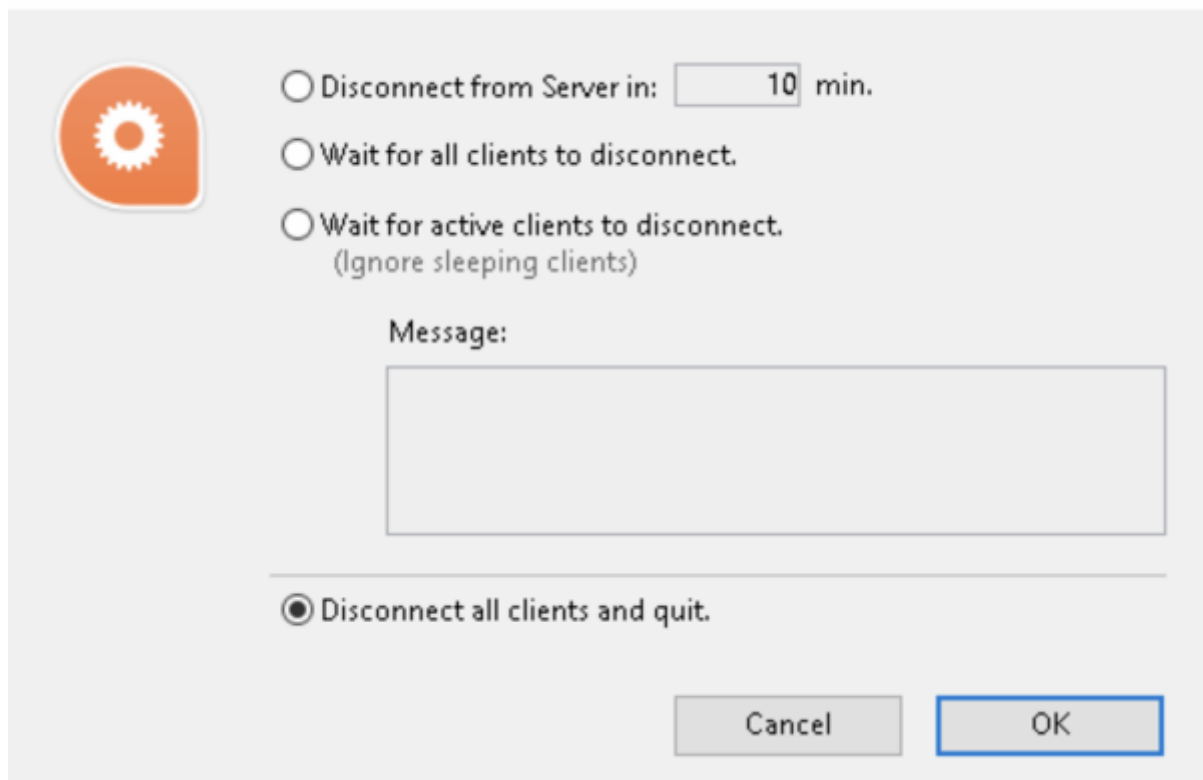 Disconnect from Server in: 10 min.
Wait for all clients to disconnect.
Wait for active clients to disconnect.
(Ignore sleeping clients)
Message:
Disconnect all clients and quit.
Cancel OK